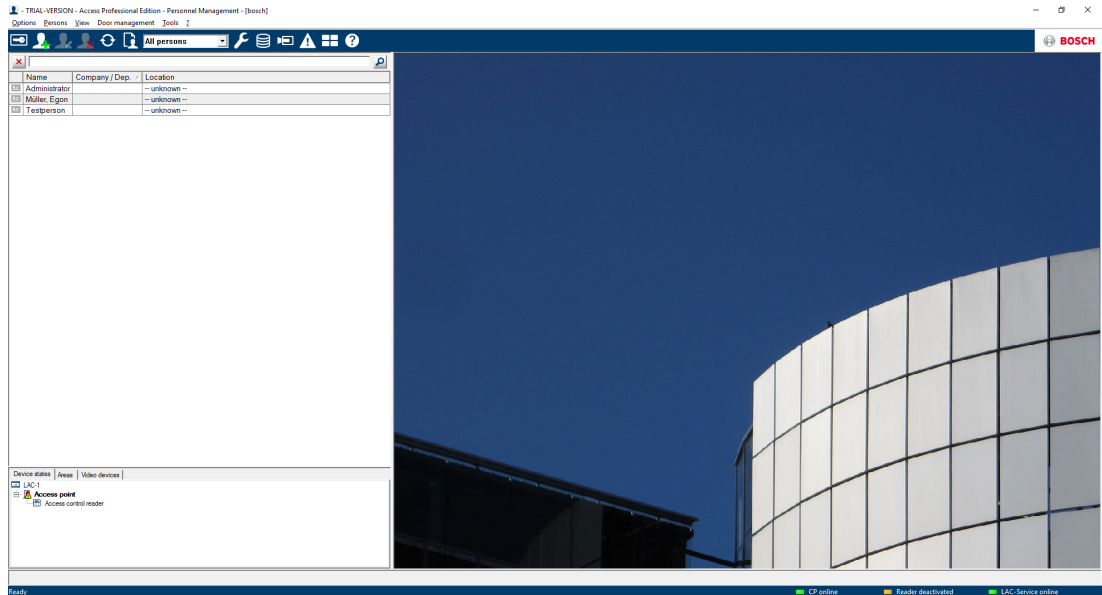 - TRIAL-VERSION - Access Professional Edition - Personnel Management - [bosch]
Options Persons View Door management Tools ?
All persons
BOSCH
Name Company / Dep. Location
Administrator -- unknown --
Müller, Egon -- unknown --
Testperson -- unknown --
Device states Areas Video devices
LAC-1
Access point
Access control reader
Ready CP online Reader deactivated LAC-Service online